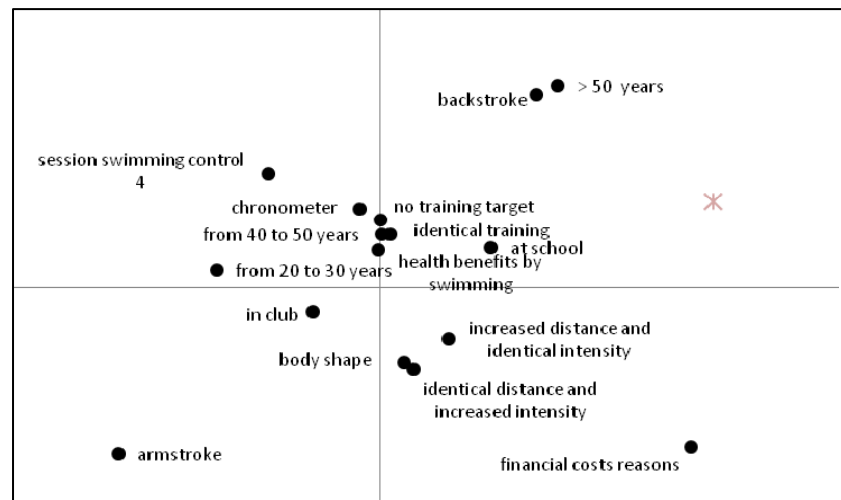 > 50 years
backstroke
session swimming control
4
chronometer
no training target
identical training
from 40 to 50 years
at school
health benefits by
swimming
from 20 to 30 years
in club
increased distance and
identical intensity
body shape
identical distance and
increased intensity
armstroke
financial costs reasons